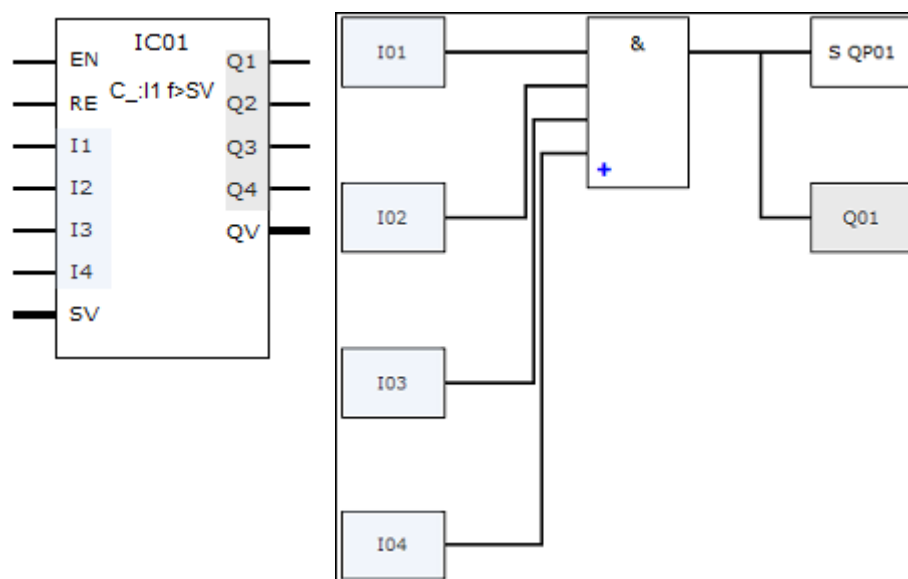 IC01
C_:I1 f>SV
EN
RE
I1
I2
I3
I4
SV
Q1
Q2
Q3
Q4
QV
I01
I02
I03
I04
&
+
S QP01
Q01